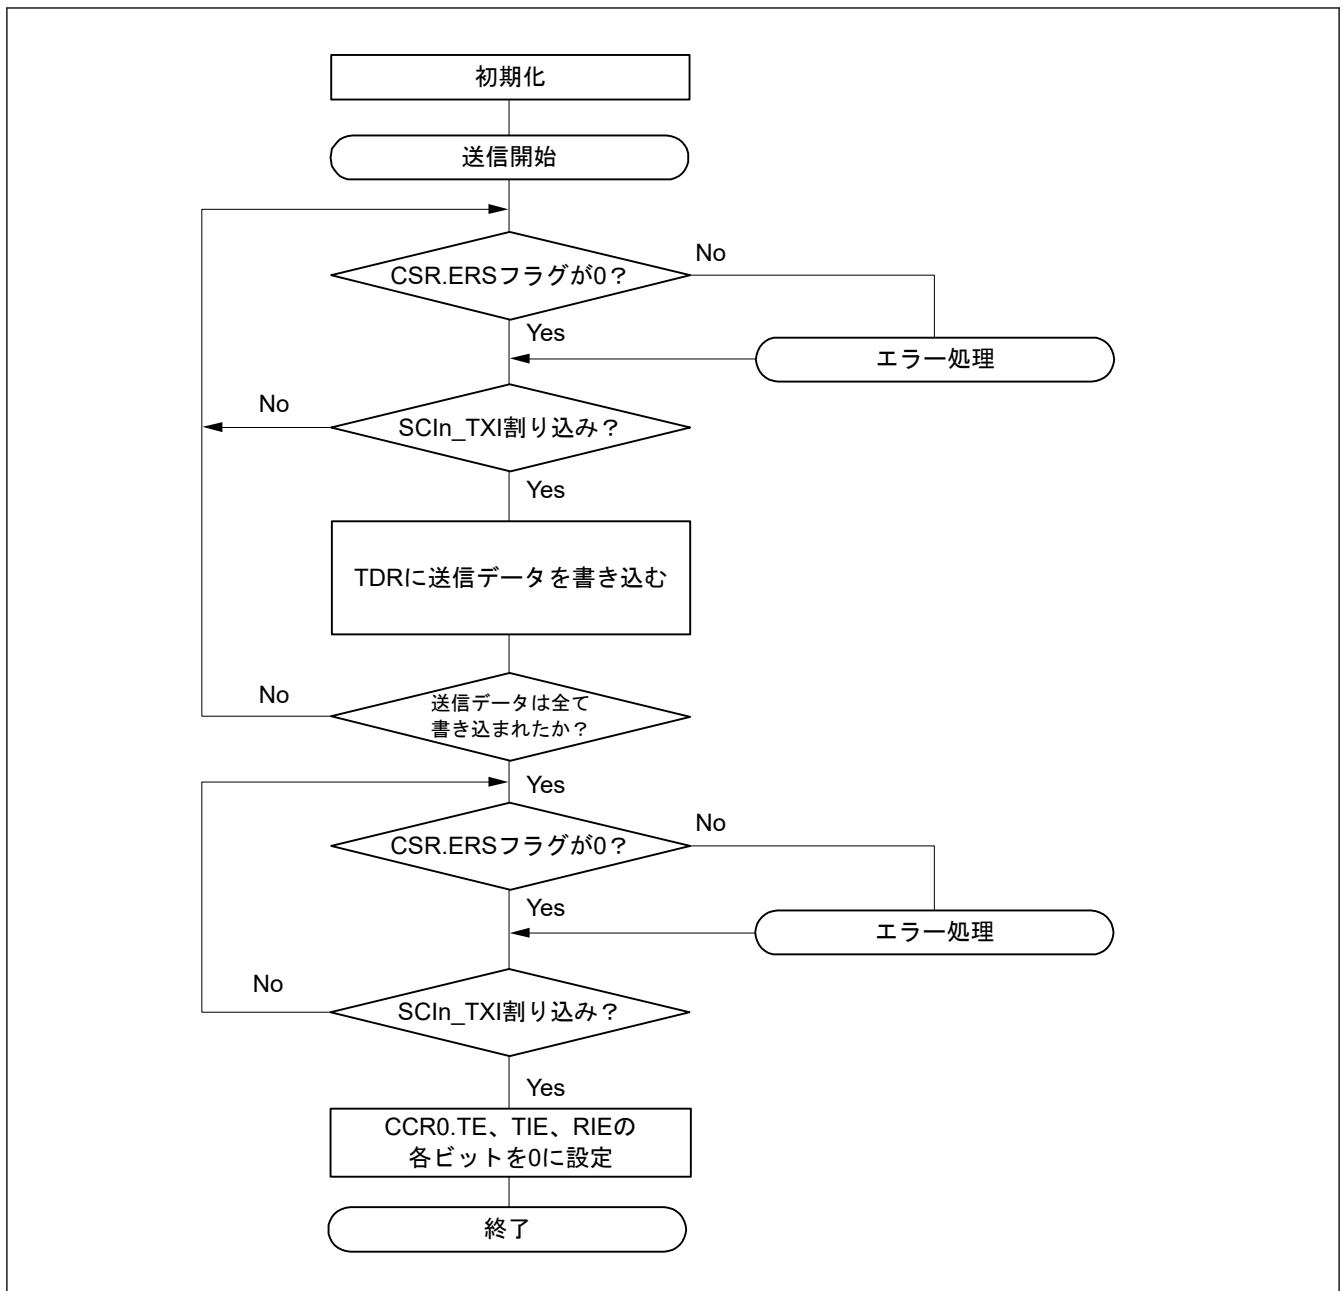 初期化
送信開始
CSR.ERSフラグが0？
No
Yes
エラー処理
No
SCIn_TXI割り込み？
Yes
TDRに送信データを書き込む
No
送信データは全て
書き込まれたか？
Yes
CSR.ERSフラグが0？
No
Yes
エラー処理
No
SCIn_TXI割り込み？
Yes
CCR0.TE、TIE、RIEの
各ビットを0に設定
終了